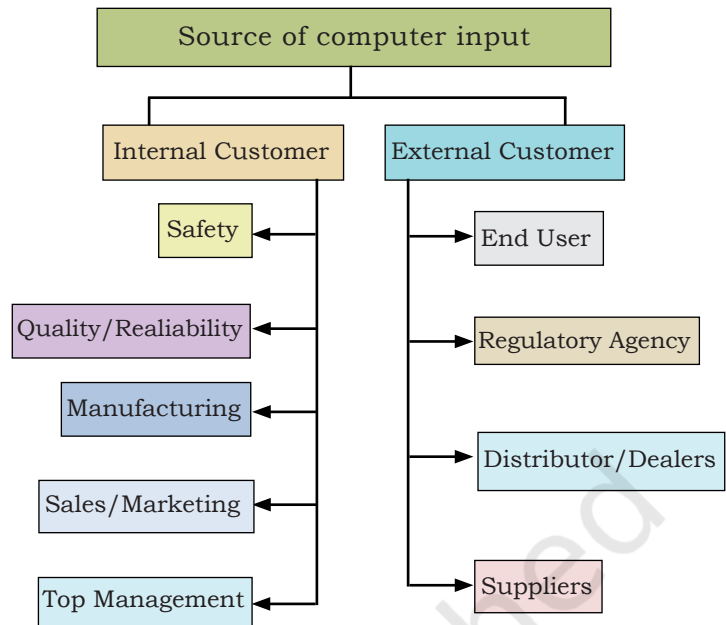 Source of computer input
Internal Customer
External Customer
Safety
End User
Quality/Realiability
Regulatory Agency
Manufacturing
Distributor/Dealers
Sales/Marketing
Suppliers
Top Management
hed